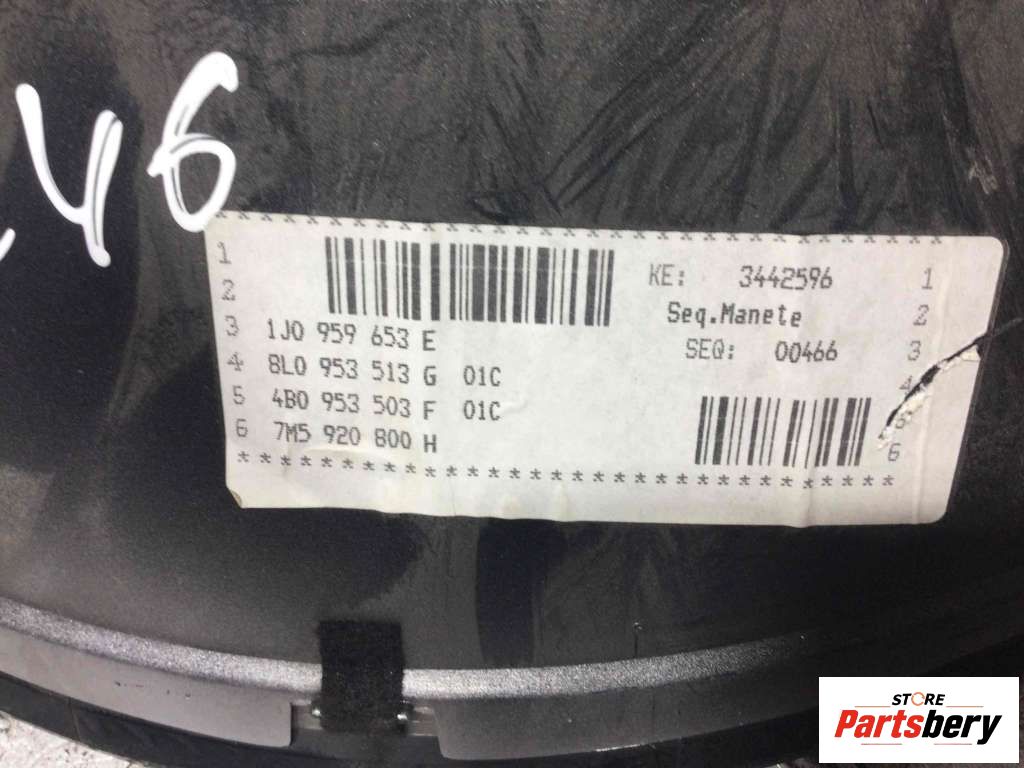 46
1 KE: 3442596 1
2 Seq.Manete 2
3 1J0 959 653 E SEQ: 00466 3
4 8L0 953 513 G 01C 4
5 4B0 953 503 F 01C
6 7M5 920 800 H 6
STORE
Partsbery